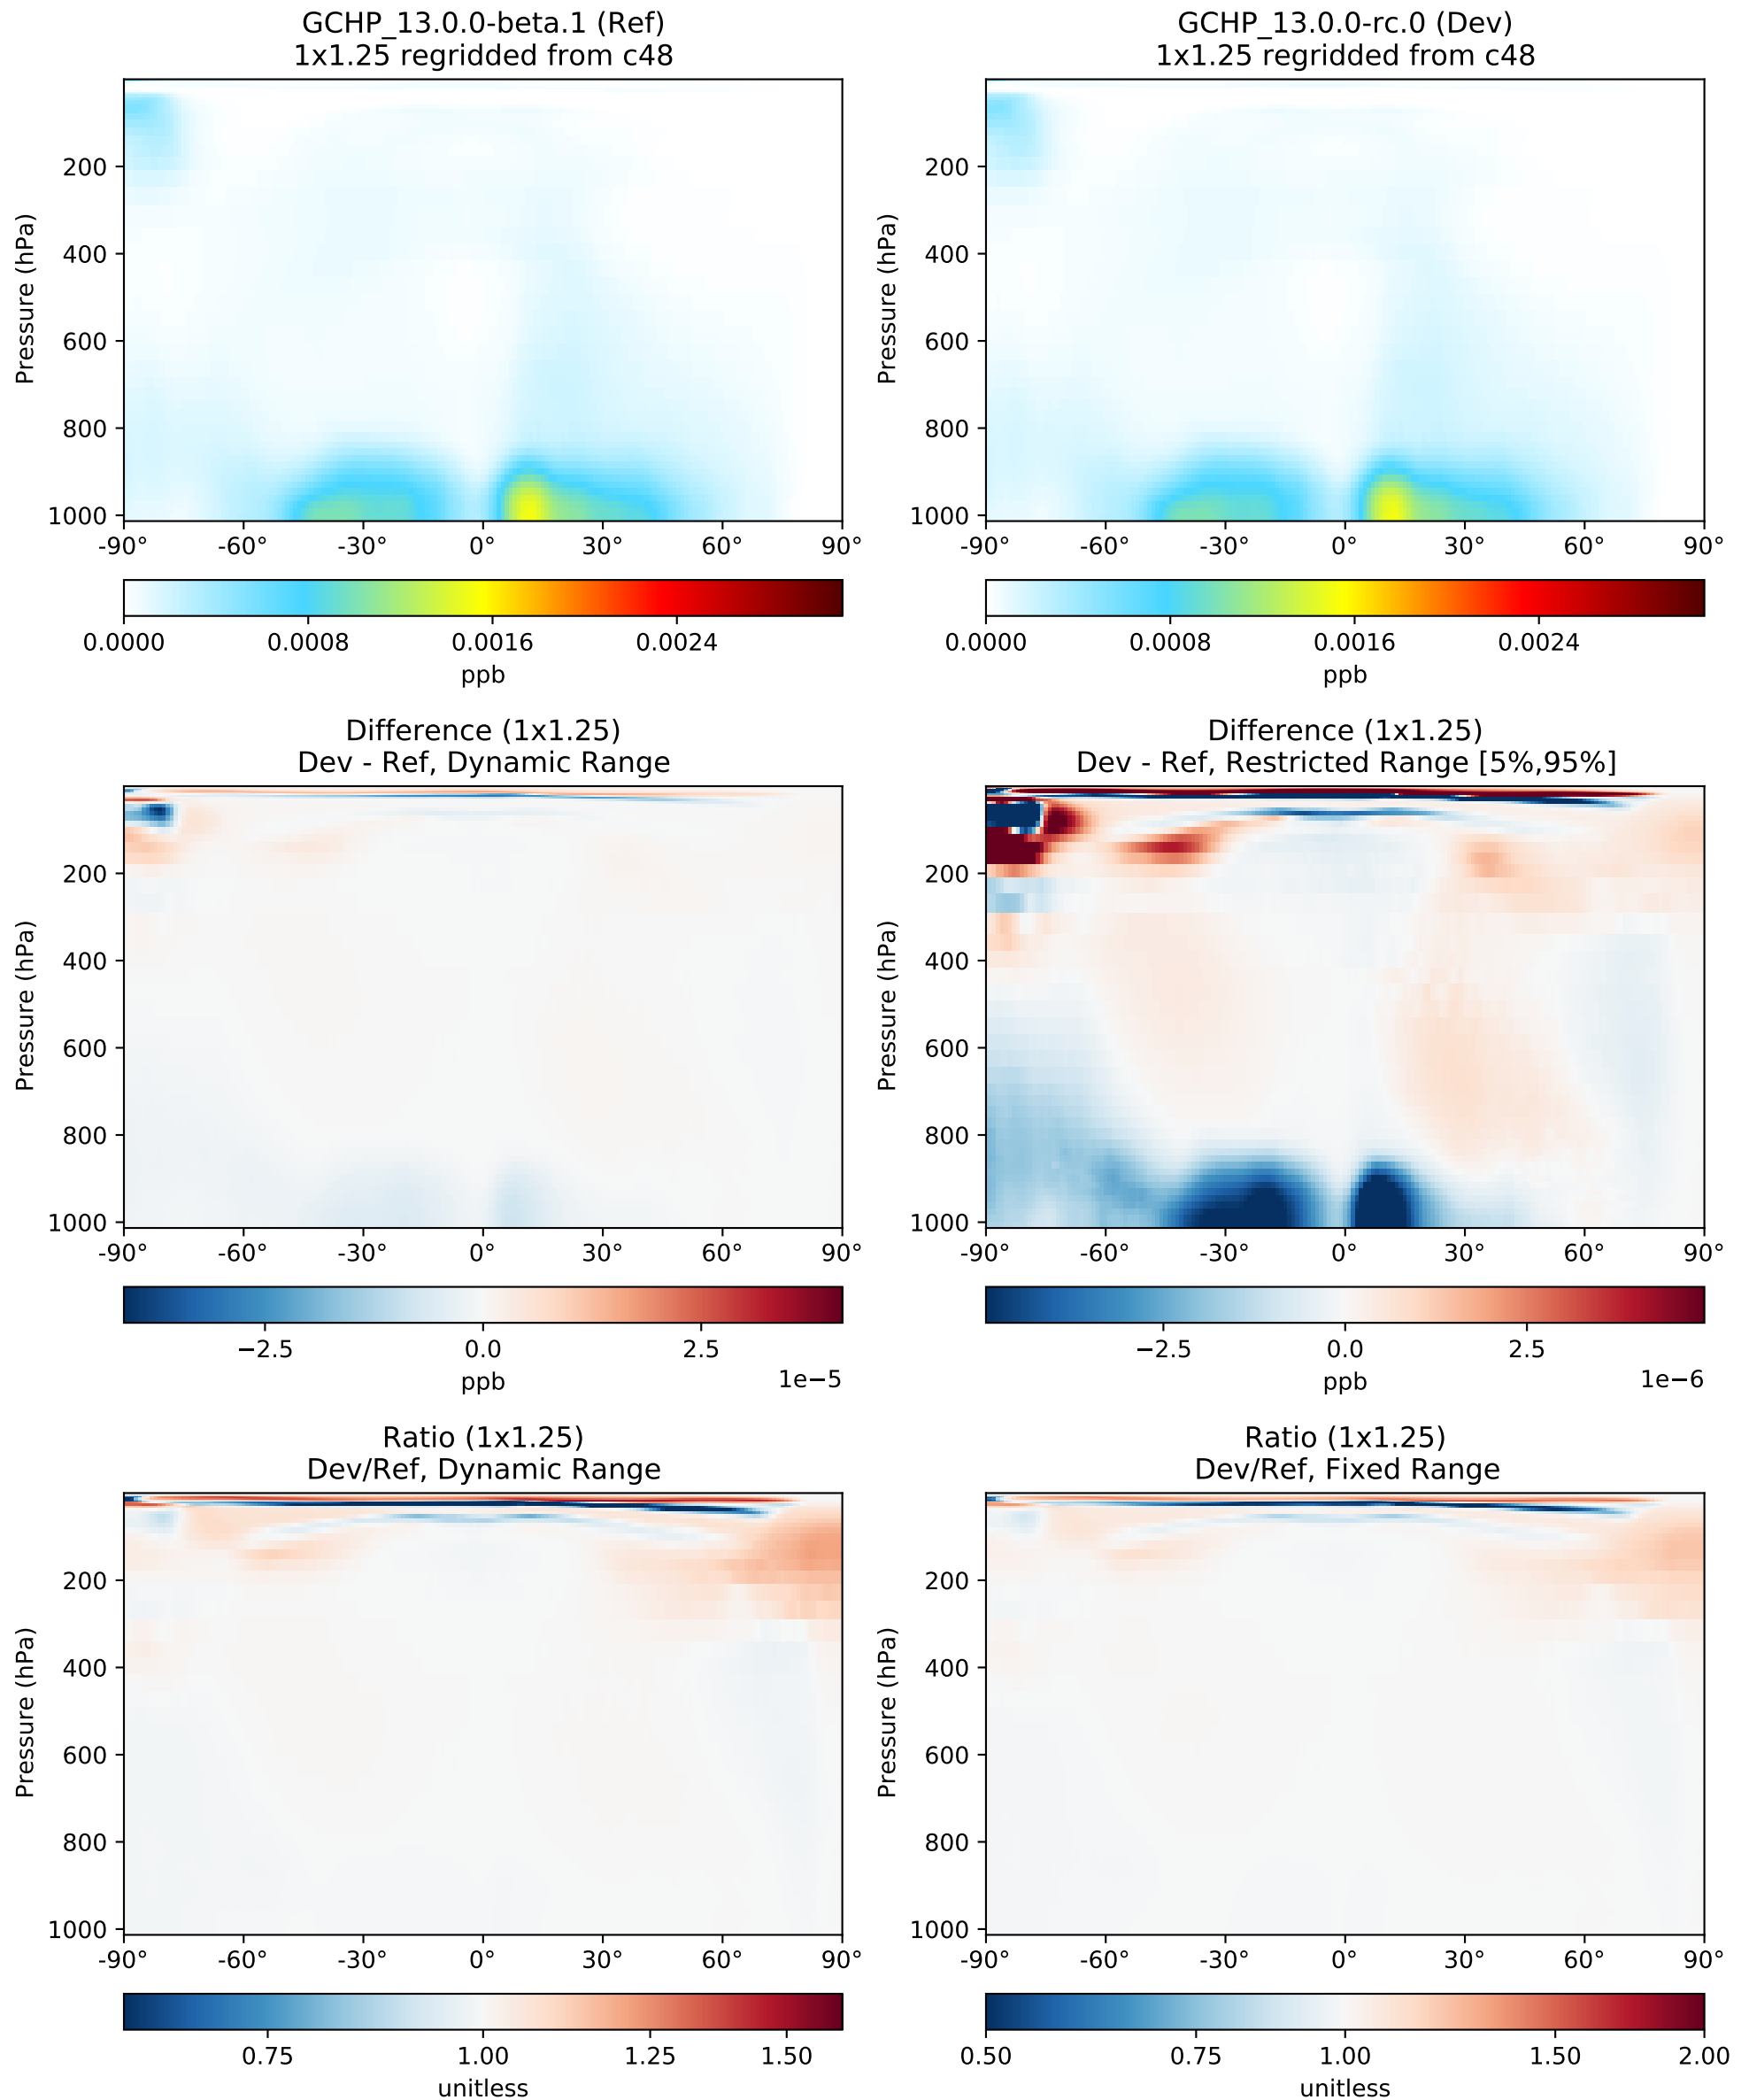 GCHP_13.0.0-beta.1 (Ref)
1x1.25 regridded from c48
Pressure (hPa)
200
400
600
800
1000
-90° -60° -30° 0° 30° 60° 90°
0.0000 0.0008 0.0016 0.0024
ppb
GCHP_13.0.0-rc.0 (Dev)
1x1.25 regridded from c48
Pressure (hPa)
200
400
600
800
1000
-90° -60° -30° 0° 30° 60° 90°
0.0000 0.0008 0.0016 0.0024
ppb
Difference (1x1.25)
Dev - Ref, Dynamic Range
Pressure (hPa)
200
400
600
800
1000
-90° -60° -30° 0° 30° 60° 90°
−2.5 0.0 2.5
ppb 1e−5
Difference (1x1.25)
Dev - Ref, Restricted Range [5%,95%]
Pressure (hPa)
200
400
600
800
1000
-90° -60° -30° 0° 30° 60° 90°
−2.5 0.0 2.5
ppb 1e−6
Ratio (1x1.25)
Dev/Ref, Dynamic Range
Pressure (hPa)
200
400
600
800
1000
-90° -60° -30° 0° 30° 60° 90°
0.75 1.00 1.25 1.50
unitless
Ratio (1x1.25)
Dev/Ref, Fixed Range
Pressure (hPa)
200
400
600
800
1000
-90° -60° -30° 0° 30° 60° 90°
0.50 0.75 1.00 1.50 2.00
unitless